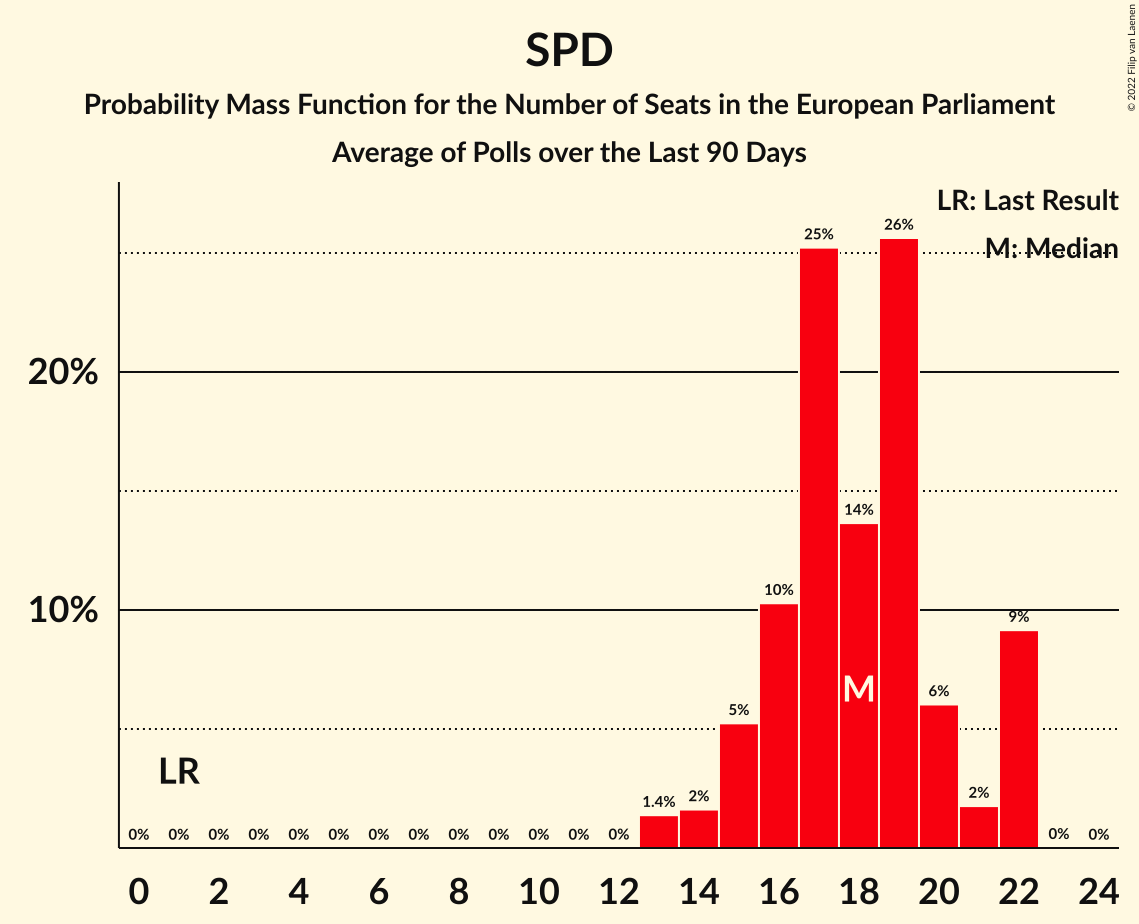 SPD
Probability Mass Function for the Number of Seats in the European Parliament
Average of Polls over the Last 90 Days
© 2022 Filip van Laenen
LR: Last Result
M: Median
26%
25%
20%
14%
10%
10%
9%
M
6%
5%
LR
1.4%
2%
2%
0% 0% 0% 0% 0% 0% 0% 0% 0% 0% 0% 0% 0% 0% 0%
0 2 4 6 8 10 12 14 16 18 20 22 24